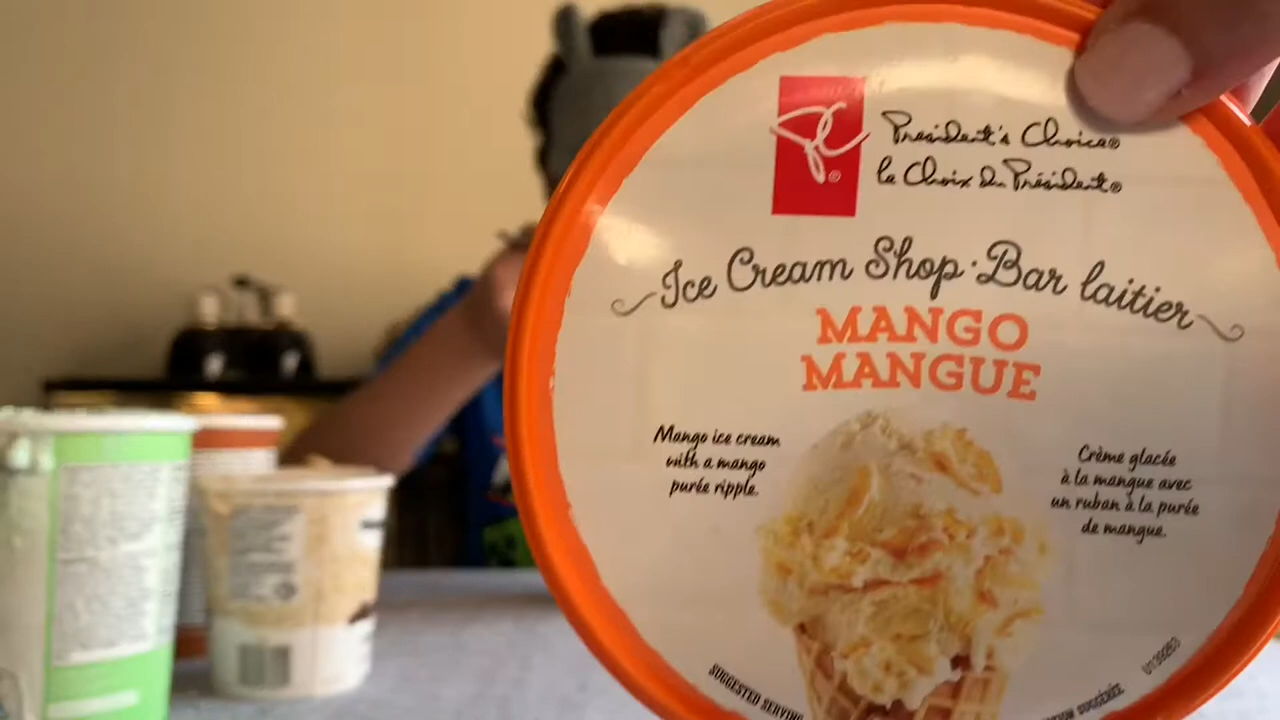 President's Choice®
le Choix du Président®
Ice Cream Shop · Bar laitier
MANGO
MANGUE
Mango ice cream
with a mango
purée ripple.
Crème glacée
à la mangue avec
un ruban à la purée
de mangue.
SUGGESTED SERVING
SUGGÉRÉE